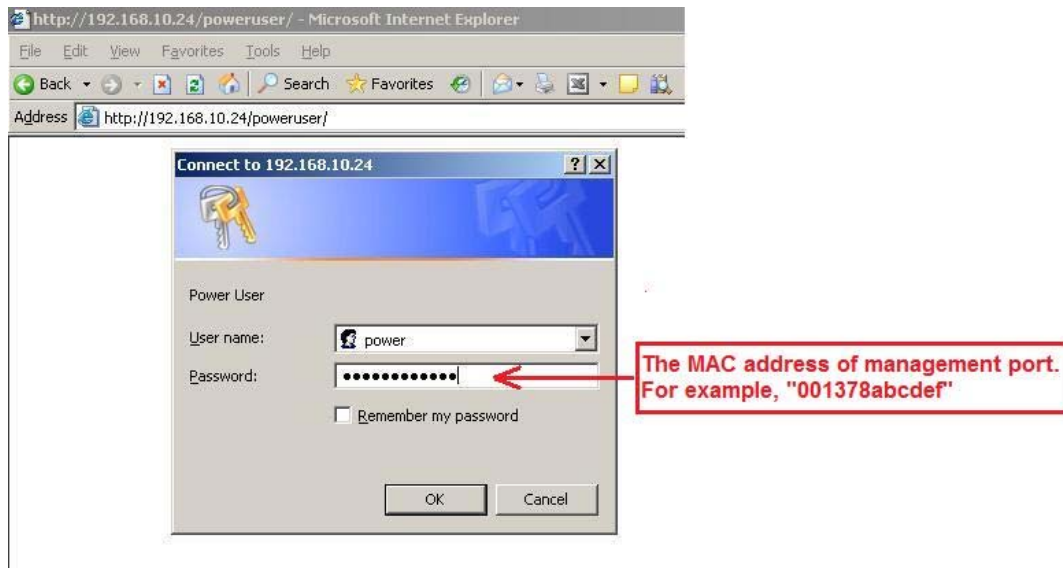 http://192.168.10.24/poweruser/ - Microsoft Internet Explorer
File Edit View Favorites Tools Help
Back Search Favorites
Address http://192.168.10.24/poweruser/
Connect to 192.168.10.24
Power User
User name: power
Password: ••••••••••••
The MAC address of management port.
For example, "001378abcdef"
Remember my password
OK Cancel